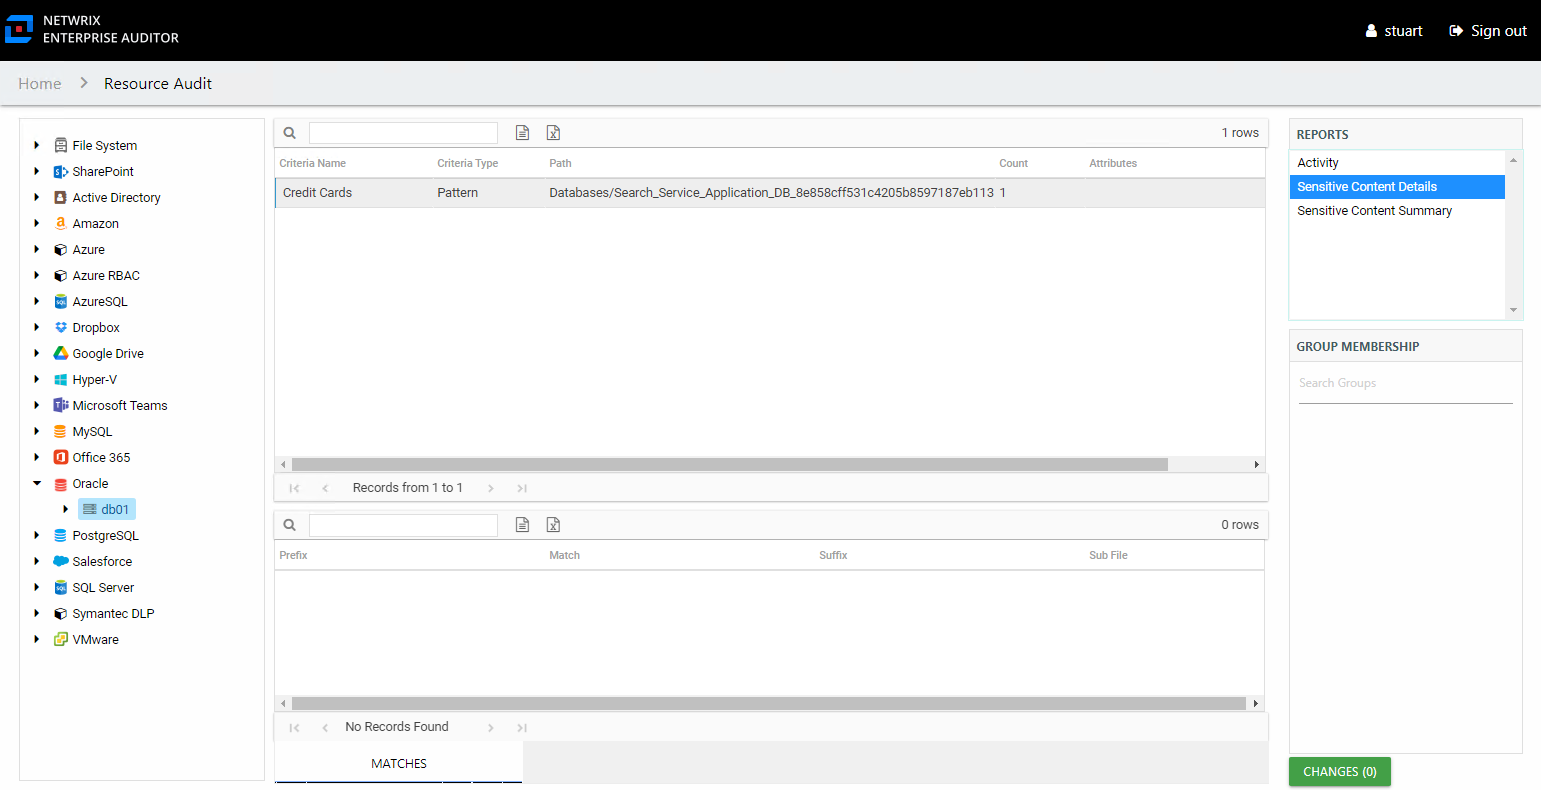 NETWRIX
ENTERPRISE AUDITOR
stuart
Sign out
Home
Resource Audit
File System
SharePoint
Active Directory
Amazon
Azure
Azure RBAC
AzureSQL
Dropbox
Google Drive
Hyper-V
Microsoft Teams
MySQL
Office 365
Oracle
db01
PostgreSQL
Salesforce
SQL Server
Symantec DLP
VMware
1 rows
Criteria Name Criteria Type Path Count Attributes
Credit Cards Pattern Databases/Search_Service_Application_DB_8e858cff531c4205b8597187eb113 1
Records from 1 to 1
0 rows
Prefix Match Suffix Sub File
No Records Found
MATCHES
REPORTS
Activity
Sensitive Content Details
Sensitive Content Summary
GROUP MEMBERSHIP
Search Groups
CHANGES (0)